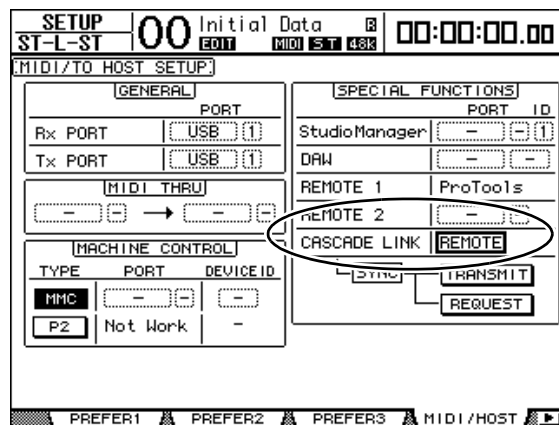 SETUP
ST-L-ST
00
Initial Data
EDIT
MIDI
ST
48k
00:00:00.00
MIDI/TO HOST SETUP
GENERAL
PORT
Rx PORT
USB
1
Tx PORT
USB
1
MIDI THRU
-
-
→
-
-
MACHINE CONTROL
TYPE
PORT
DEVICE ID
MMC
-
-
-
P2
Not Work
-
SPECIAL FUNCTIONS
PORT
ID
StudioManager
-
-
1
DAW
-
-
REMOTE 1
ProTools
REMOTE 2
-
-
CASCADE LINK
REMOTE
SYNC
TRANSMIT
REQUEST
PREFER1
PREFER2
PREFER3
MIDI/HOST